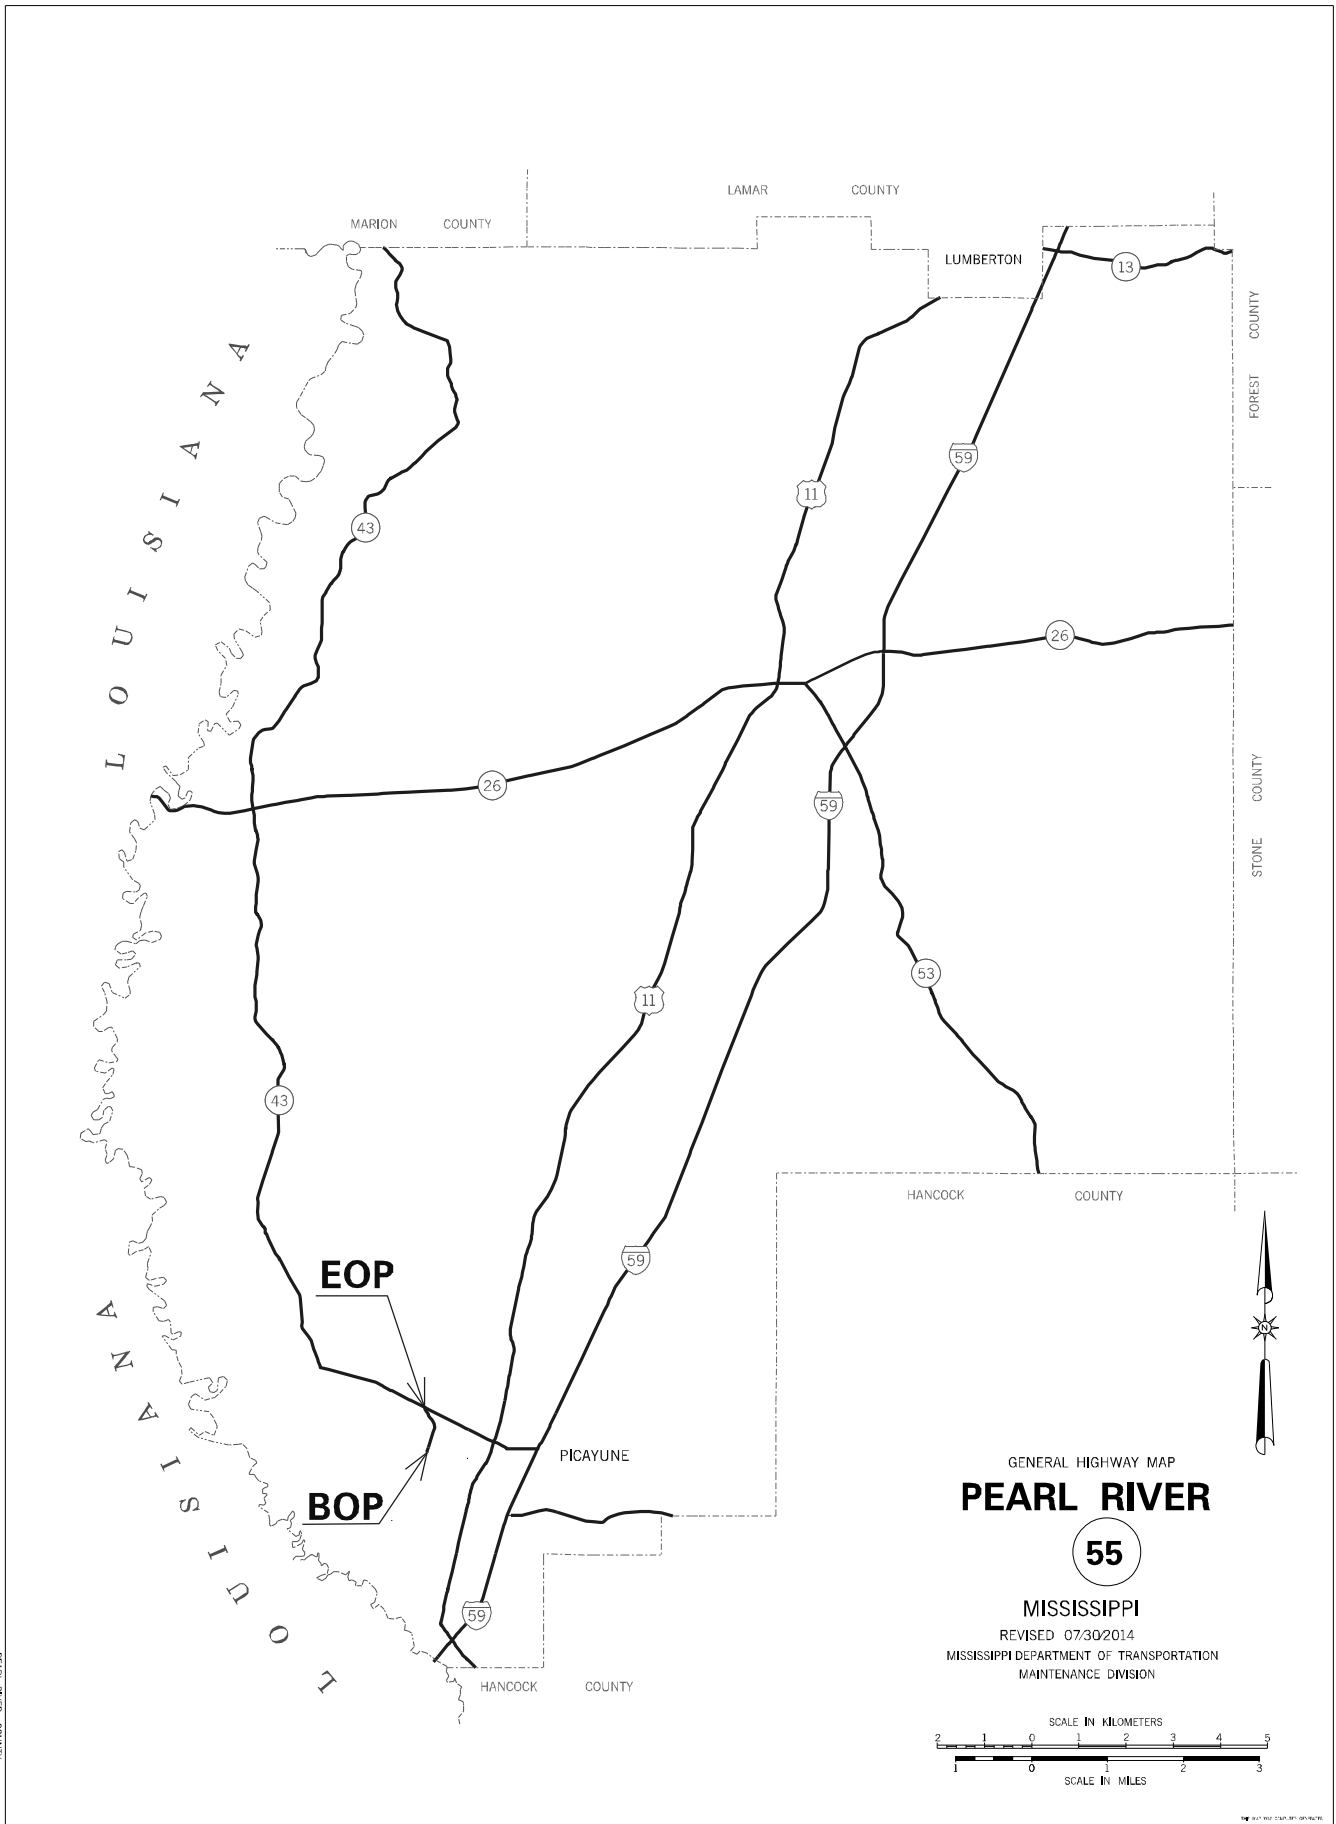 LAMAR COUNTY
MARION COUNTY
LUMBERTON
13
COUNTY
FOREST
LOUISIANA
59
11
43
26
26
59
COUNTY
STONE
53
11
43
HANCOCK COUNTY
59
EOP
LOUISIANA
N
PICAYUNE
BOP
59
HANCOCK COUNTY
GENERAL HIGHWAY MAP
PEARL RIVER
55
MISSISSIPPI
REVISED 07/30/2014
MISSISSIPPI DEPARTMENT OF TRANSPORTATION
MAINTENANCE DIVISION
SCALE IN KILOMETERS
2 1 0 1 2 3 4 5
1 0 1 2 3
SCALE IN MILES